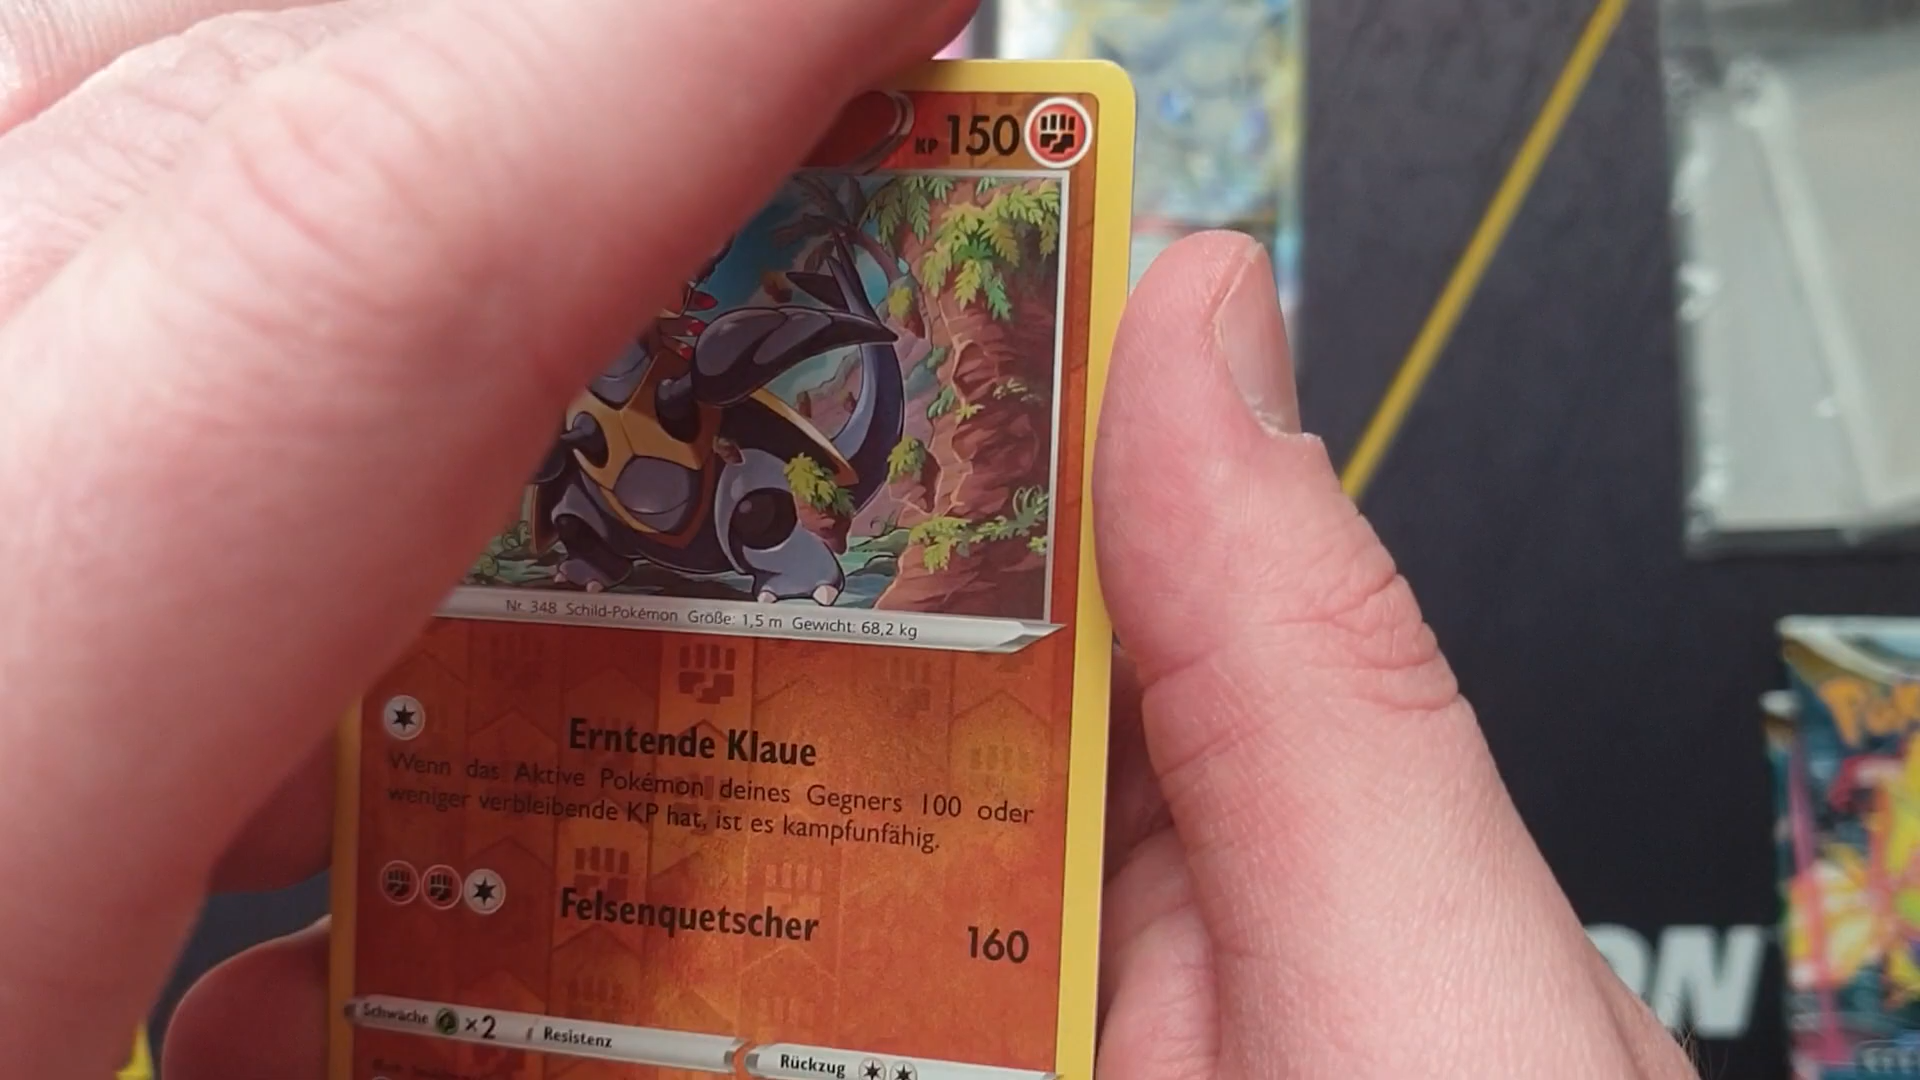 KP 150
Nr. 348 Schild-Pokémon Größe: 1,5 m Gewicht: 68,2 kg
Erntende Klaue
Wenn das Aktive Pokémon deines Gegners 100 oder
weniger verbleibende KP hat, ist es kampfunfähig.
Felsenquetscher 160
Schwäche ×2 Resistenz
Rückzug
ON